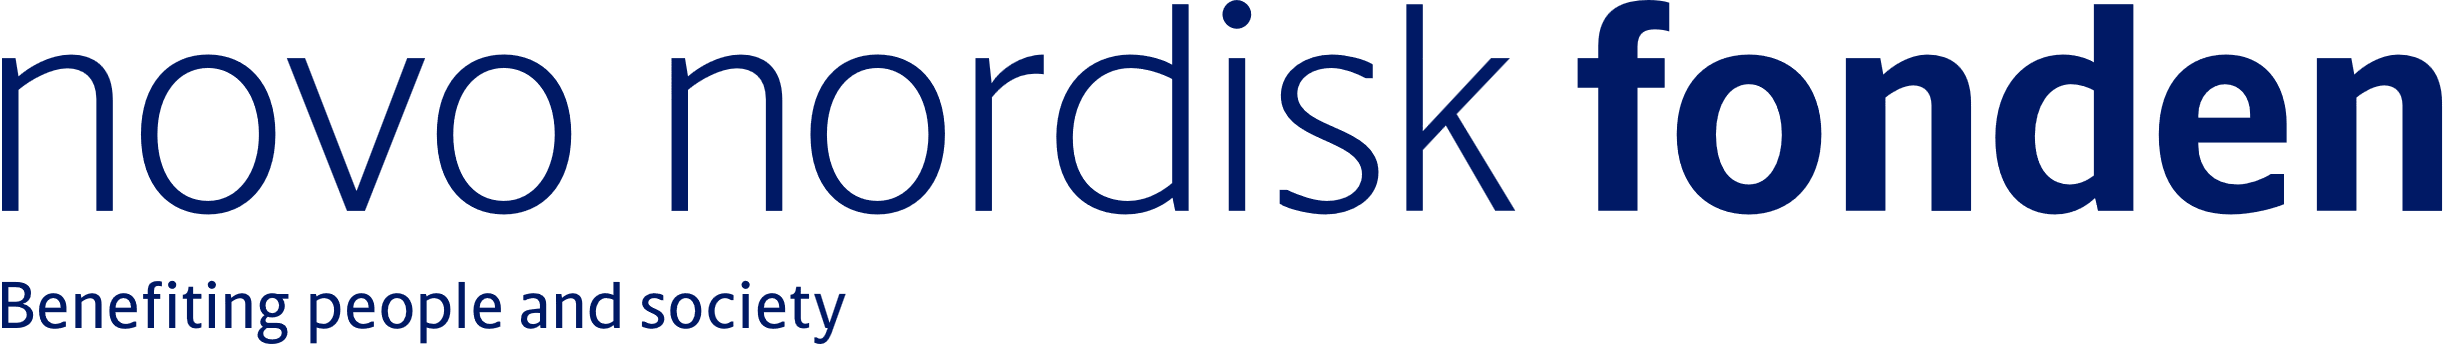 novo nordisk fonden
Benefiting people and society